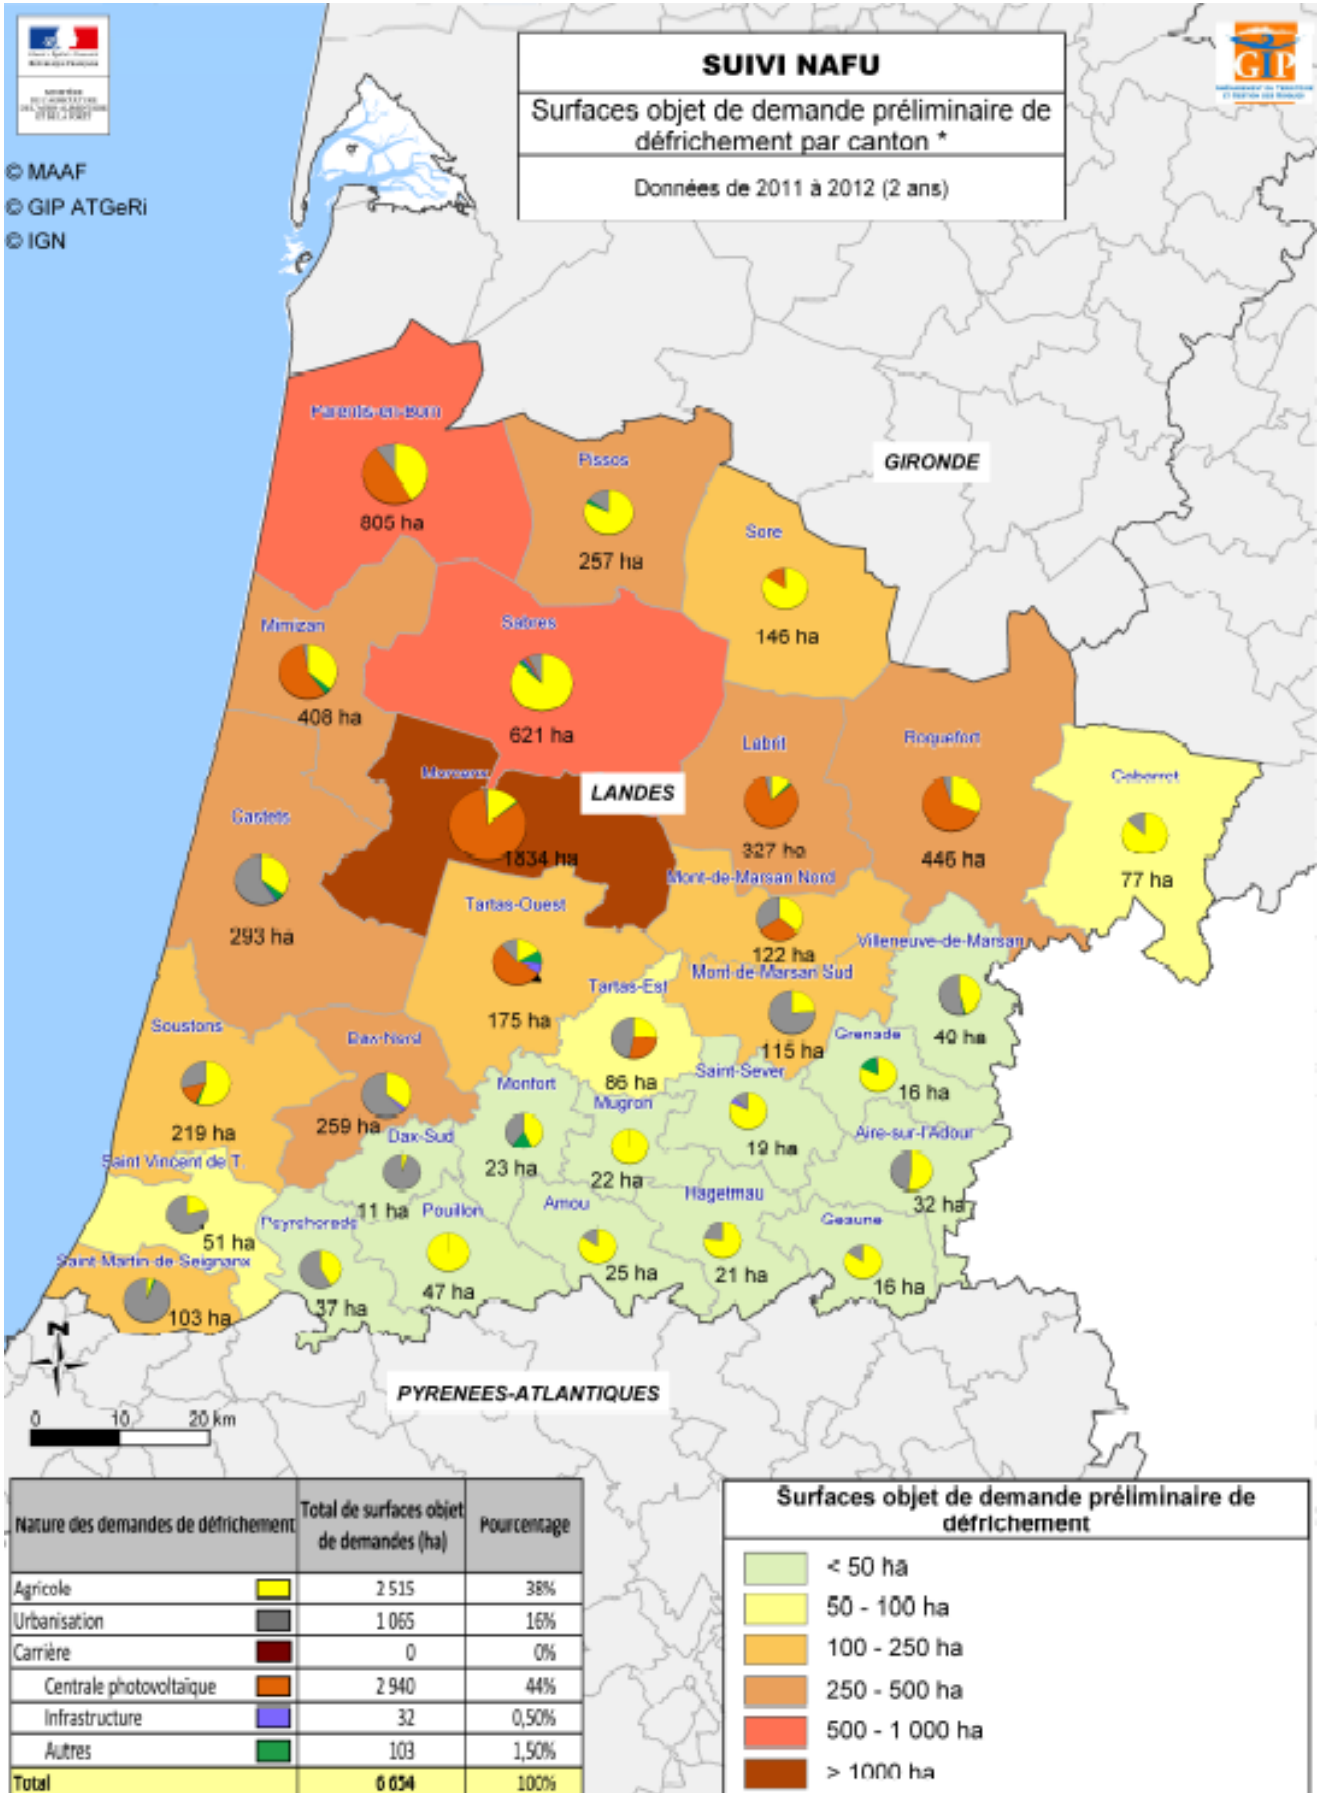 SUIVI NAFU
Surfaces objet de demande préliminaire de
défrichement par canton *
Données de 2011 à 2012 (2 ans)
GIP
© MAAF
© GIP ATGeRi
© IGN
Parentis-en-Born
805 ha
Pissos
257 ha
GIRONDE
Sore
146 ha
Mimizan
408 ha
Sabres
621 ha
Labrit
327 ha
Roquefort
446 ha
Gabarret
77 ha
LANDES
Morcenx
1834 ha
Castets
293 ha
Tartas-Ouest
175 ha
Mont-de-Marsan Nord
122 ha
Villeneuve-de-Marsan
40 ha
Mont-de-Marsan Sud
115 ha
Tartas-Est
86 ha
Soustons
219 ha
Dax-Nord
259 ha
Grenade
16 ha
Saint-Sever
19 ha
Monfort
23 ha
Mugron
22 ha
Aire-sur-l'Adour
32 ha
Dax-Sud
11 ha
Saint Vincent de T.
51 ha
Peyrehorade
37 ha
Pouillon
47 ha
Amou
25 ha
Hagetmau
21 ha
Geaune
16 ha
Saint-Martin-de-Seignanx
103 ha
N
PYRENEES-ATLANTIQUES
0 10 20 km
Nature des demandes de défrichement Total de surfaces objet de demandes (ha) Pourcentage
Agricole 2 515 38%
Urbanisation 1 065 16%
Carrière 0 0%
Centrale photovoltaïque 2 940 44%
Infrastructure 32 0,50%
Autres 103 1,50%
Total 6 654 100%
Surfaces objet de demande préliminaire de
défrichement
< 50 ha
50 - 100 ha
100 - 250 ha
250 - 500 ha
500 - 1 000 ha
> 1000 ha